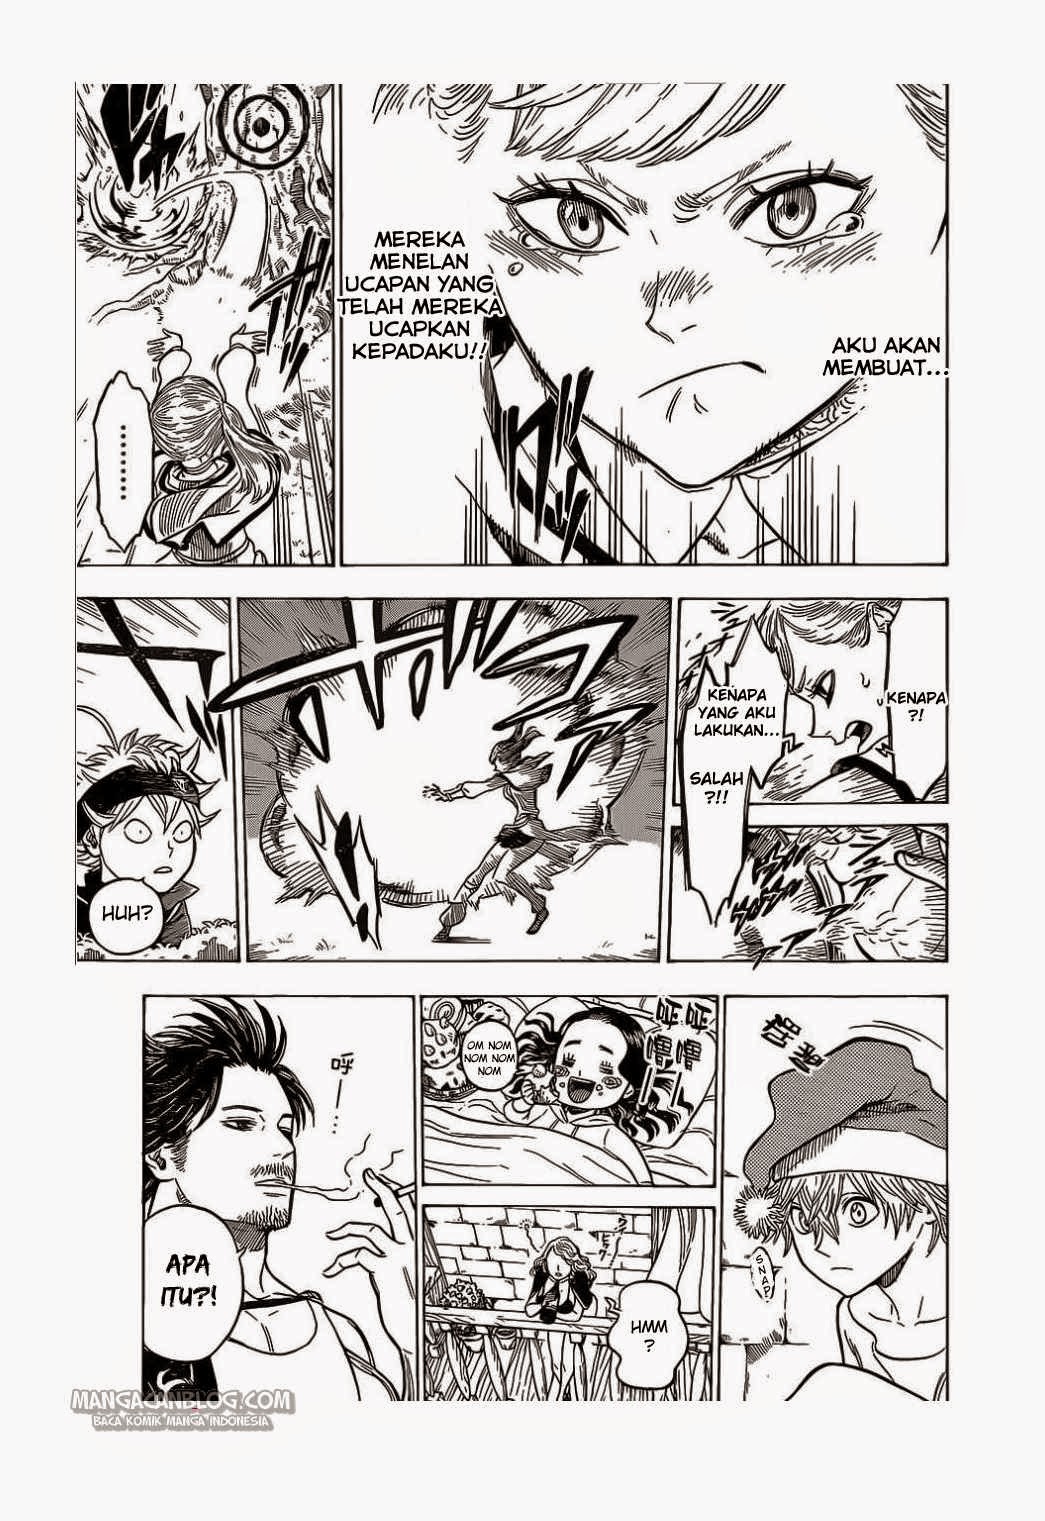 AKU AKAN
MEMBUAT...
MEREKA
MENELAN
UCAPAN YANG
TELAH MEREKA
UCAPKAN
KEPADAKU!!
.........
KENAPA
?!
KENAPA
YANG AKU
LAKUKAN...
SALAH
?!!
HUH?
SNAP
OM NOM
NOM NOM
NOM
HMM
?
呼
APA
ITU?!
MANGACANBLOG.COM
BACA KOMIK MANGA INDONESIA